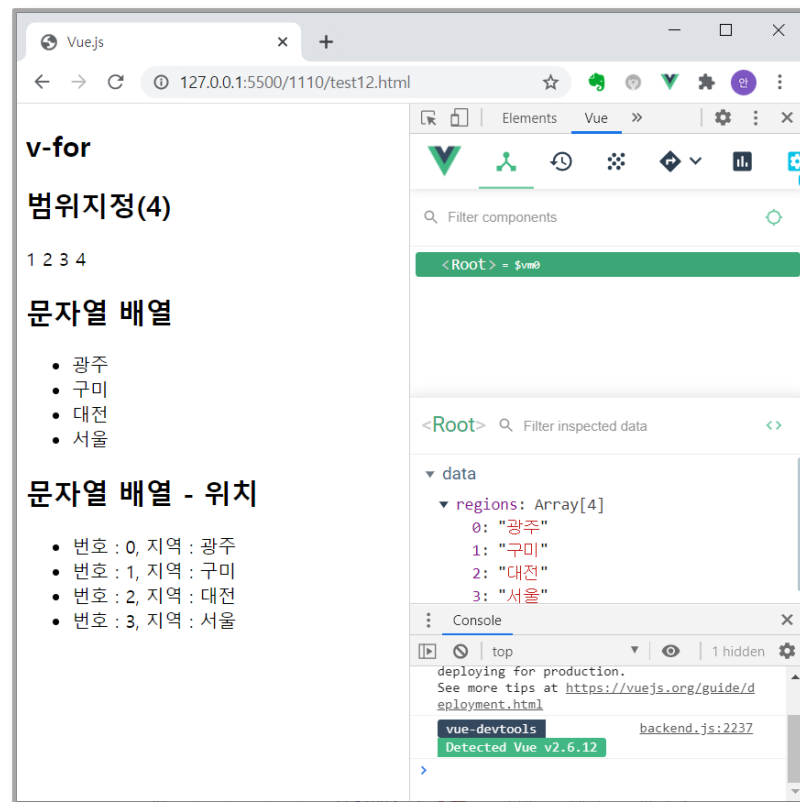 Vue.js
127.0.0.1:5500/1110/test12.html
안
v-for
범위지정(4)
1 2 3 4
문자열 배열
광주
구미
대전
서울
문자열 배열 - 위치
번호 : 0, 지역 : 광주
번호 : 1, 지역 : 구미
번호 : 2, 지역 : 대전
번호 : 3, 지역 : 서울
Elements Vue
Filter components
<Root> = $vm0
<Root> Filter inspected data
data
regions: Array[4]
0: "광주"
1: "구미"
2: "대전"
3: "서울"
Console
top 1 hidden
deploying for production.
See more tips at https://vuejs.org/guide/d
eployment.html
vue-devtools backend.js:2237
Detected Vue v2.6.12